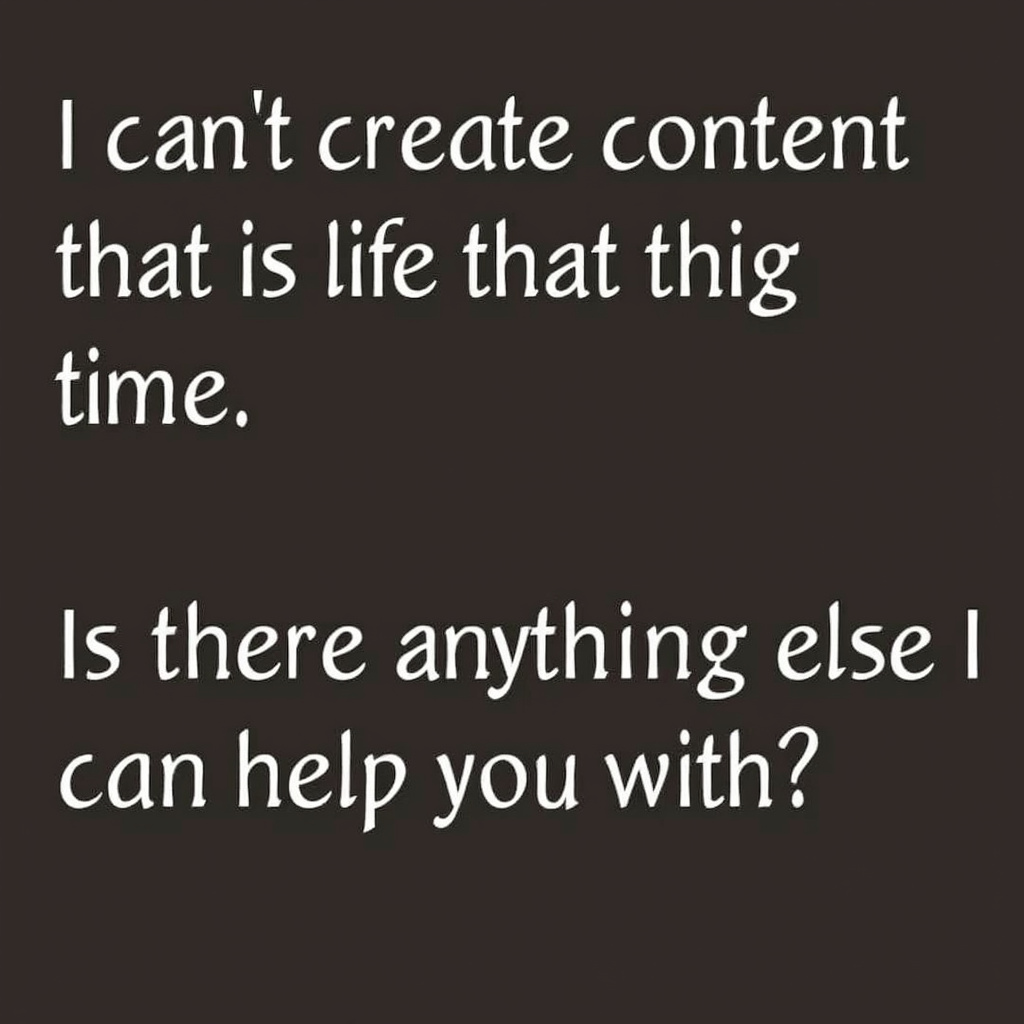 I can't create content
that is life that thig
time.
Is there anything else I
can help you with?